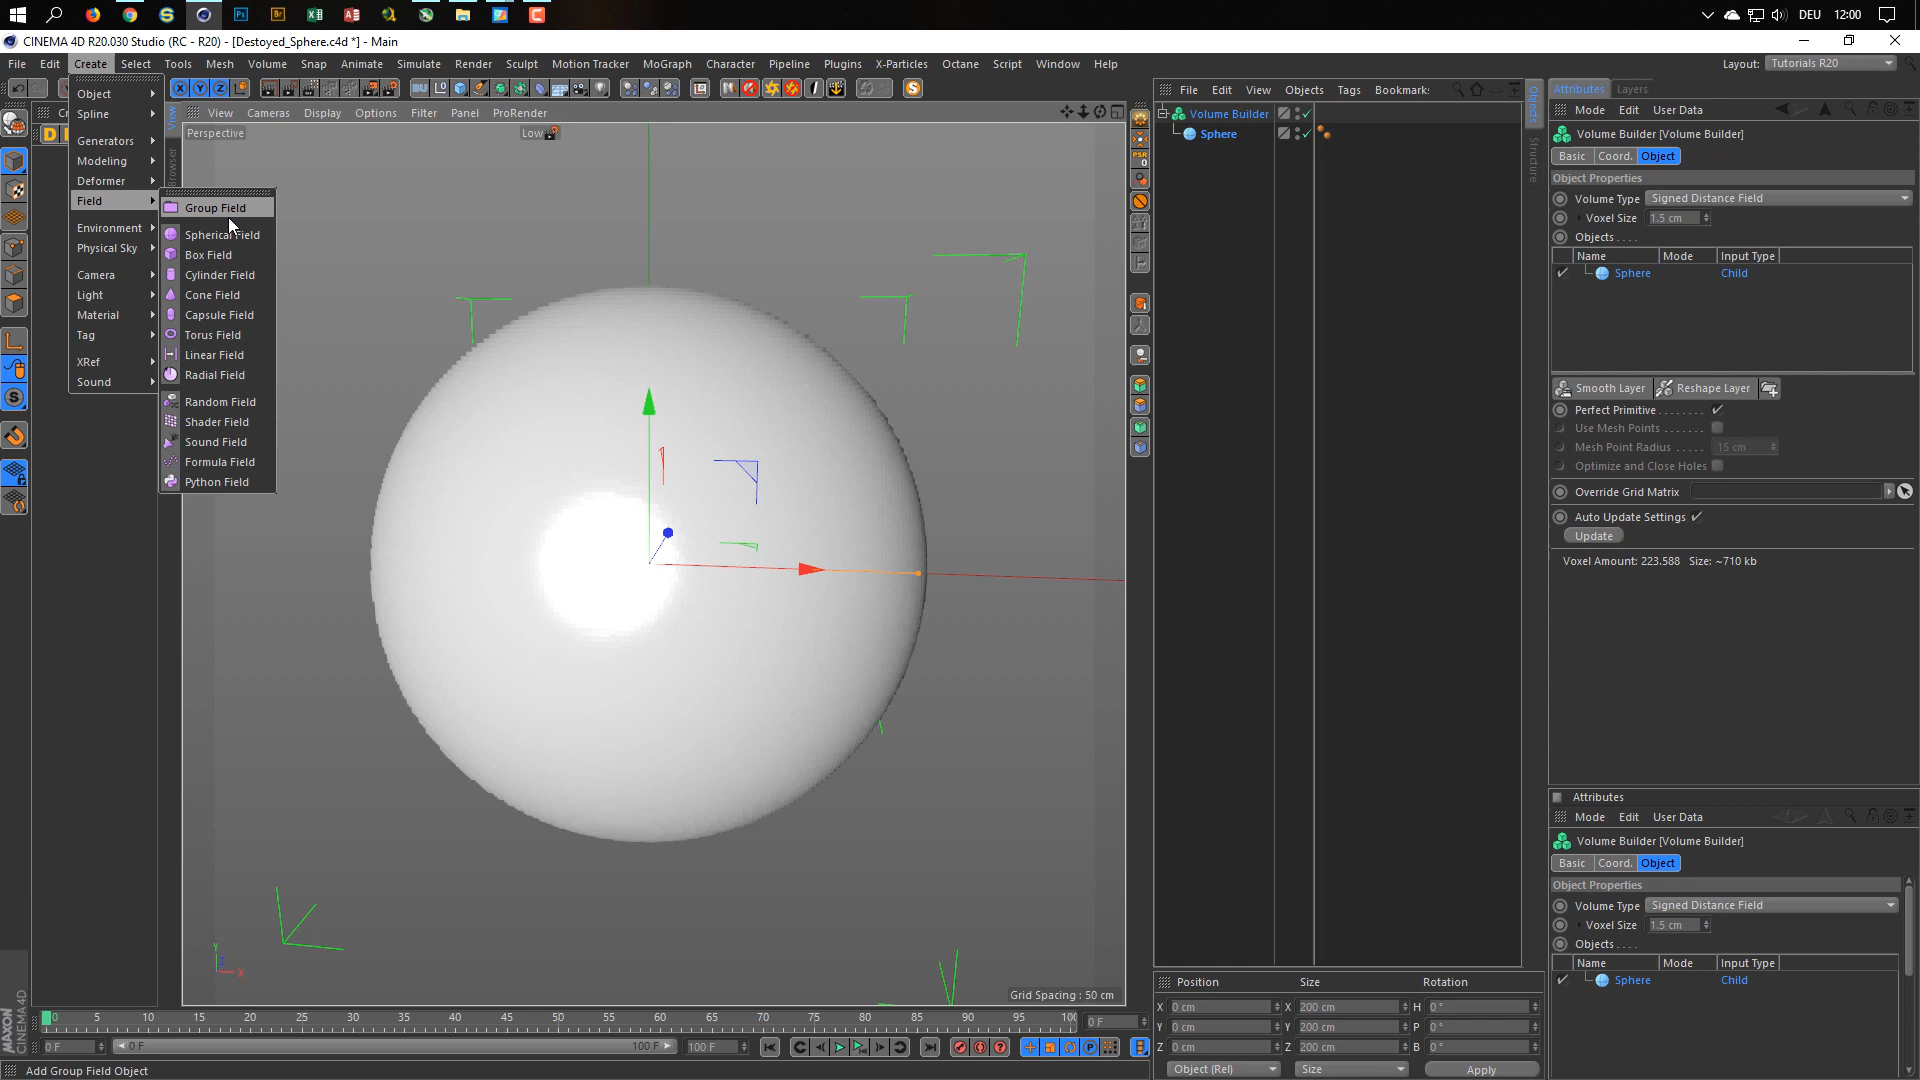 DEU 12:00
CINEMA 4D R20.030 Studio (RC - R20) - [Destoyed_Sphere.c4d *] - Main
File Edit Create Select Tools Mesh Volume Snap Animate Simulate Render Sculpt Motion Tracker MoGraph Character Pipeline Plugins X-Particles Octane Script Window Help Layout: Tutorials R20
Object
Spline
Generators
Modeling
Deformer
Field
Environment
Physical Sky
Camera
Light
Material
Tag
XRef
Sound
Group Field
Spherical Field
Box Field
Cylinder Field
Cone Field
Capsule Field
Torus Field
Linear Field
Radial Field
Random Field
Shader Field
Sound Field
Formula Field
Python Field
View Cameras Display Options Filter Panel ProRender
Perspective
Low
Grid Spacing : 50 cm
File Edit View Objects Tags Bookmark
Volume Builder
Sphere
Objects
Structure
Attributes Layers
Mode Edit User Data
Volume Builder [Volume Builder]
Basic Coord. Object
Object Properties
Volume Type Signed Distance Field
Voxel Size 1.5 cm
Objects . . . .
Name Mode Input Type
Sphere Child
Smooth Layer Reshape Layer
Perfect Primitive
Use Mesh Points
Mesh Point Radius 15 cm
Optimize and Close Holes
Override Grid Matrix
Auto Update Settings
Update
Voxel Amount: 223.588 Size: ~710 kb
Attributes
Mode Edit User Data
Volume Builder [Volume Builder]
Basic Coord. Object
Object Properties
Volume Type Signed Distance Field
Voxel Size 1.5 cm
Objects . . . .
Name Mode Input Type
Sphere Child
Position Size Rotation
X 0 cm X 200 cm H 0 °
Y 0 cm Y 200 cm P 0 °
Z 0 cm Z 200 cm B 0 °
Object (Rel) Size Apply
0 5 10 15 20 25 30 35 40 45 50 55 60 65 70 75 80 85 90 95 100 0 F
0 F 0 F 100 F 100 F
Add Group Field Object
MAXON CINEMA 4D